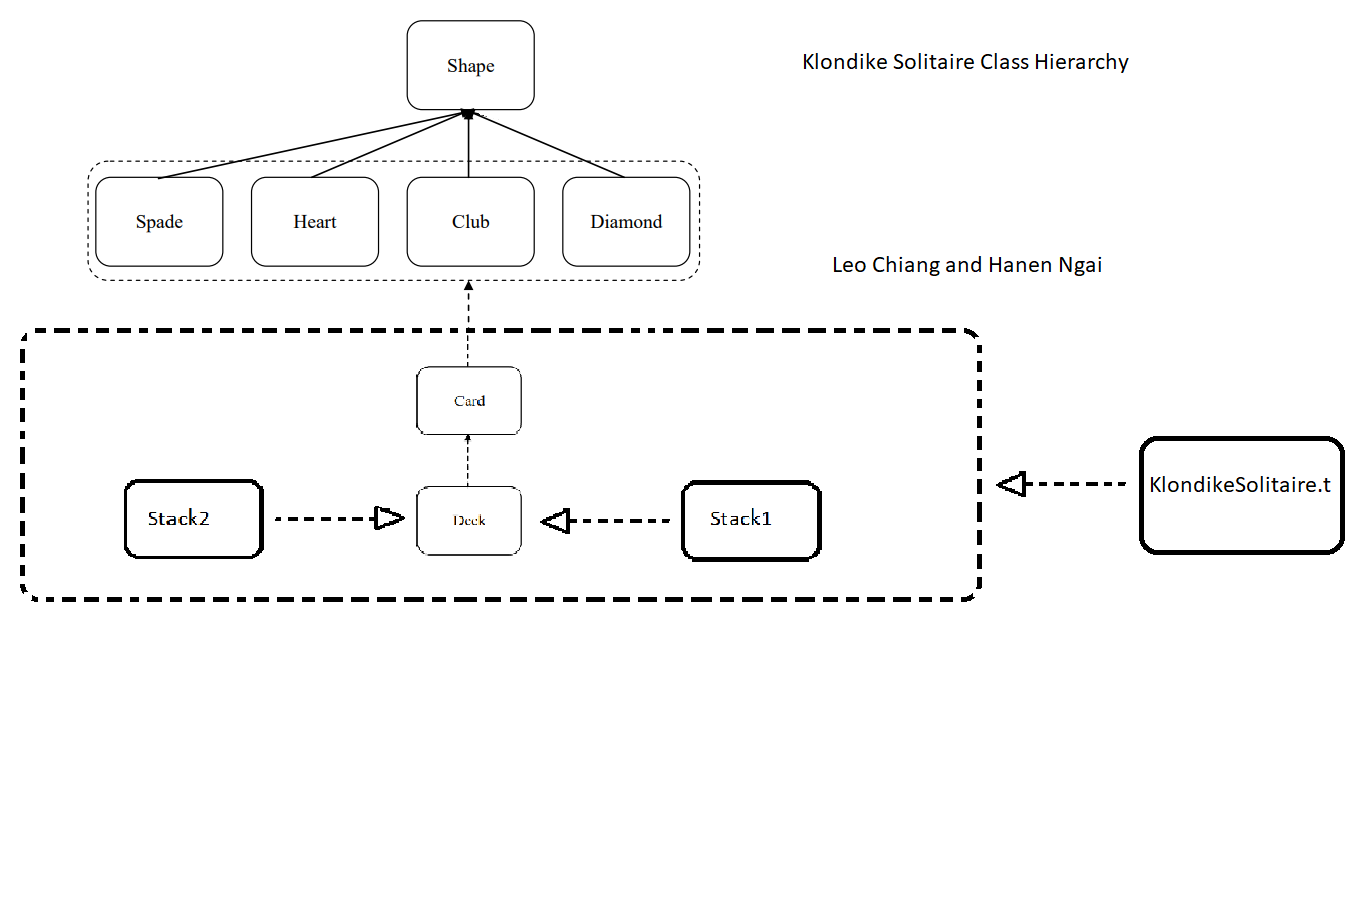 Shape
Klondike Solitaire Class Hierarchy
Spade
Heart
Club
Diamond
Leo Chiang and Hanen Ngai
Card
Stack2
Deck
Stack1
KlondikeSolitaire.t